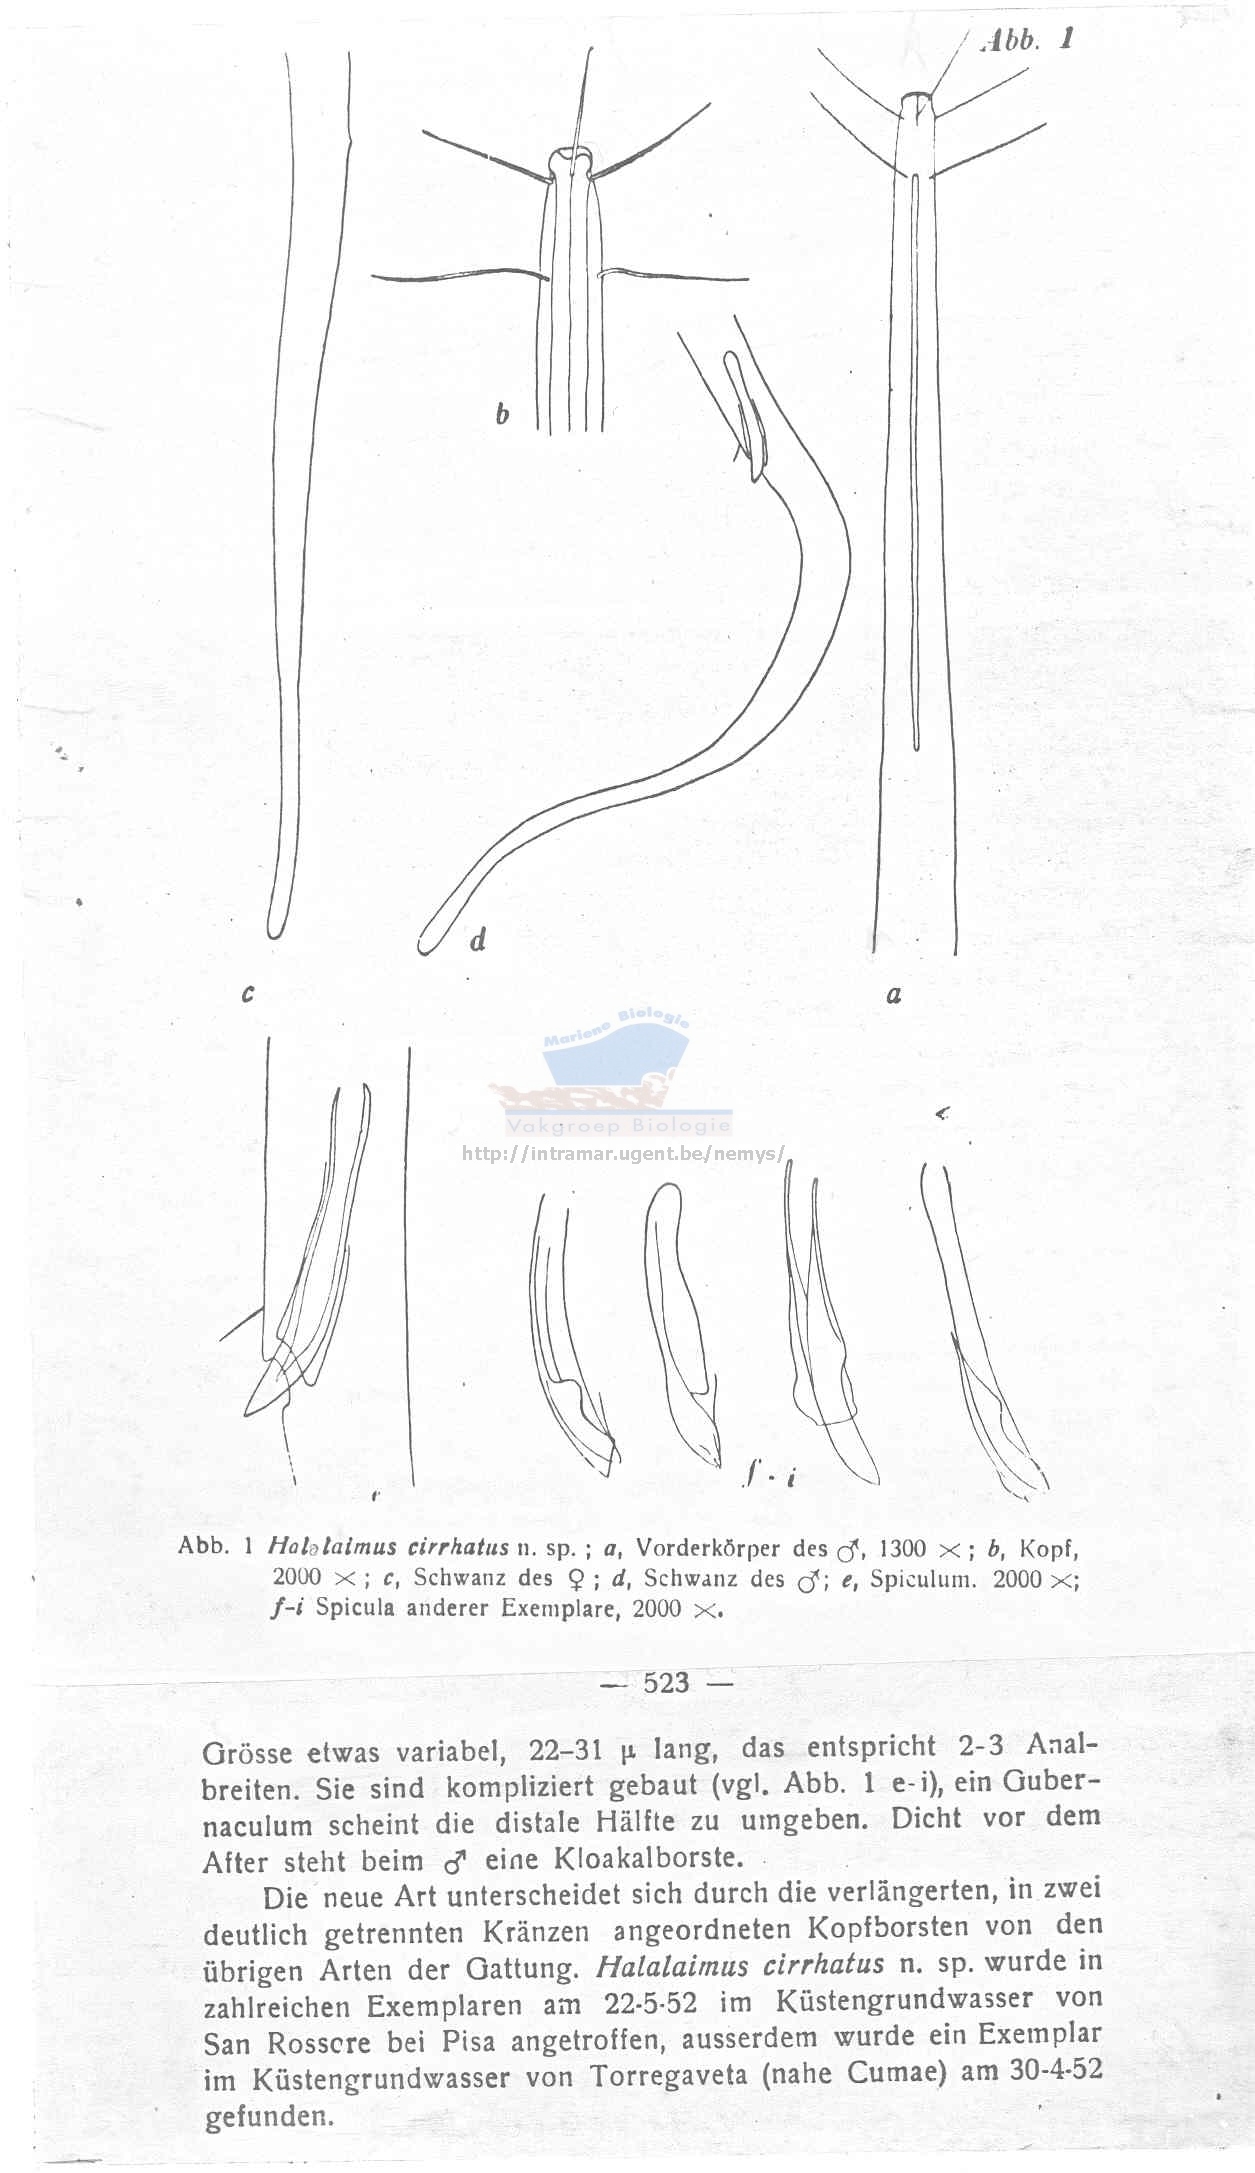 Abb. 1
b
d
c
a
Mariene Biologie
Vakgroep Biologie
http://intramar.ugent.be/nemys/
f - i
e
Abb. 1 Halalaimus cirrhatus n. sp. ; a, Vorderkörper des ♂, 1300 × ; b, Kopf,
2000 × ; c, Schwanz des ♀ ; d, Schwanz des ♂; e, Spiculum. 2000 ×;
f-i Spicula anderer Exemplare, 2000 ×.
— 523 —
Grösse etwas variabel, 22-31 μ lang, das entspricht 2-3 Anal-
breiten. Sie sind kompliziert gebaut (vgl. Abb. 1 e-i), ein Guber-
naculum scheint die distale Hälfte zu umgeben. Dicht vor dem
After steht beim ♂ eine Kloakalborste.
Die neue Art unterscheidet sich durch die verlängerten, in zwei
deutlich getrennten Kränzen angeordneten Kopfborsten von den
übrigen Arten der Gattung. Halalaimus cirrhatus n. sp. wurde in
zahlreichen Exemplaren am 22-5-52 im Küstengrundwasser von
San Rossore bei Pisa angetroffen, ausserdem wurde ein Exemplar
im Küstengrundwasser von Torregaveta (nahe Cumae) am 30-4-52
gefunden.